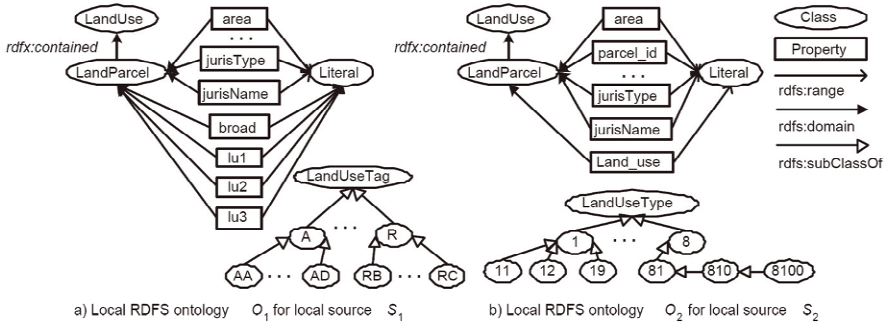 LandUse
rdfx:contained
LandParcel
area
. . .
jurisType
jurisName
broad
lu1
lu2
lu3
Literal
LandUseTag
A
. . .
R
AA
. . .
AD
RB
. . .
RC
a) Local RDFS ontology O1 for local source S1
LandUse
rdfx:contained
LandParcel
area
parcel_id
. . .
jurisType
jurisName
Land_use
Literal
LandUseType
1
. . .
8
11
12
19
81
810
8100
b) Local RDFS ontology O2 for local source S2
Class
Property
rdfs:range
rdfs:domain
rdfs:subClassOf